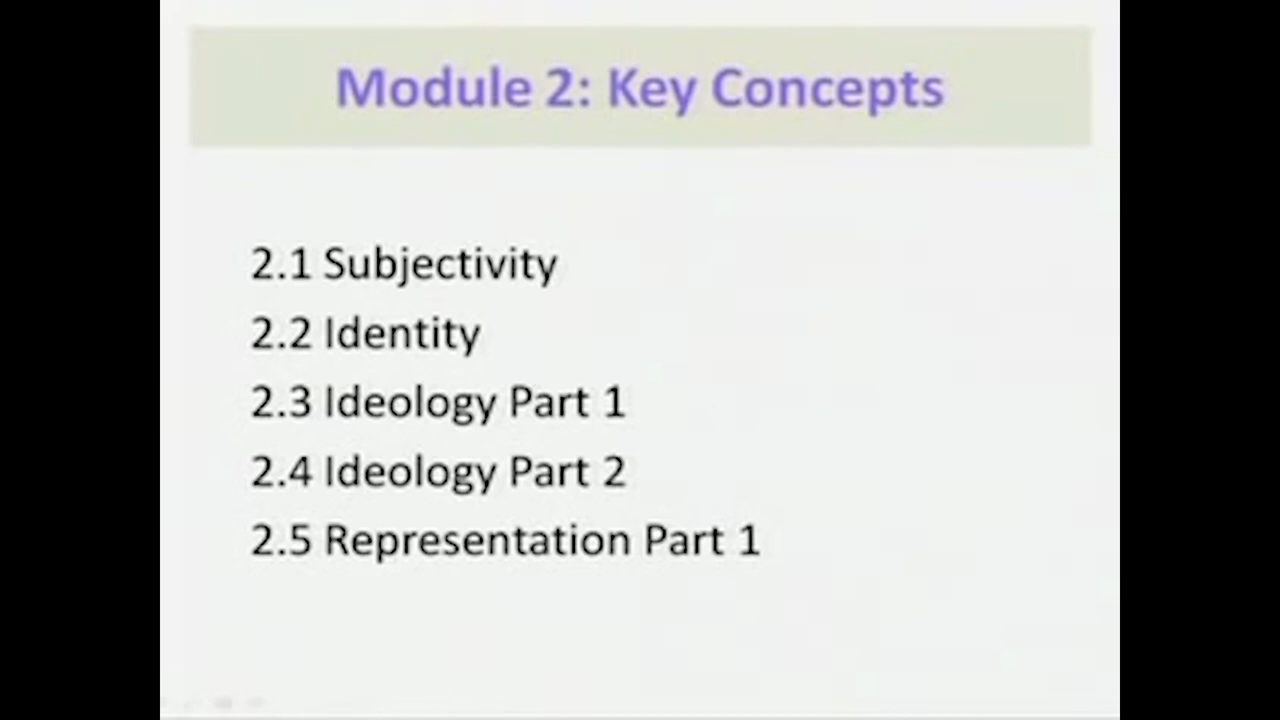 Module 2: Key Concepts
2.1 Subjectivity
2.2 Identity
2.3 Ideology Part 1
2.4 Ideology Part 2
2.5 Representation Part 1